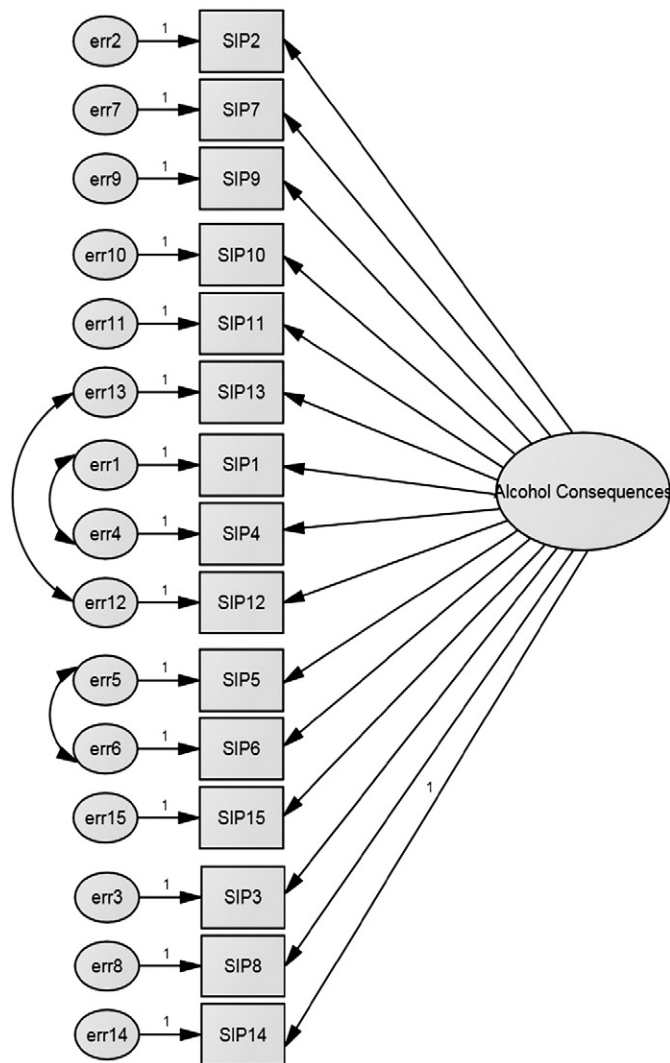 err2 1 SIP2
err7 1 SIP7
err9 1 SIP9
err10 1 SIP10
err11 1 SIP11
err13 1 SIP13
err1 1 SIP1
Alcohol Consequences
err4 1 SIP4
err12 1 SIP12
err5 1 SIP5
err6 1 SIP6
1
err15 1 SIP15
err3 1 SIP3
err8 1 SIP8
err14 1 SIP14